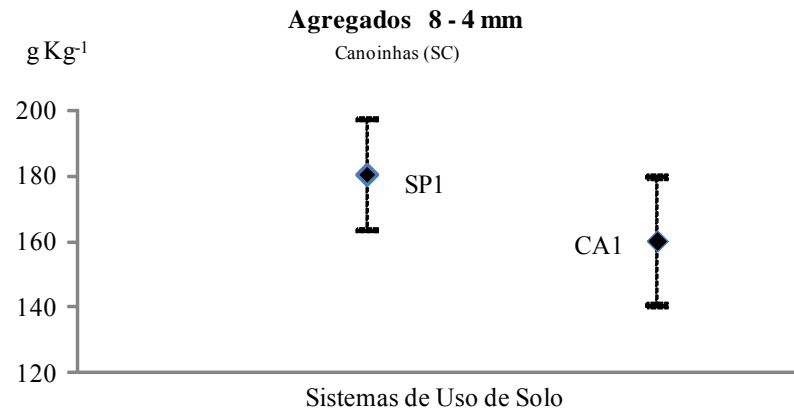 Agregados 8 - 4 mm
g Kg-1
Canoinhas (SC)
200
180
SP1
160
CA1
140
120
Sistemas de Uso de Solo